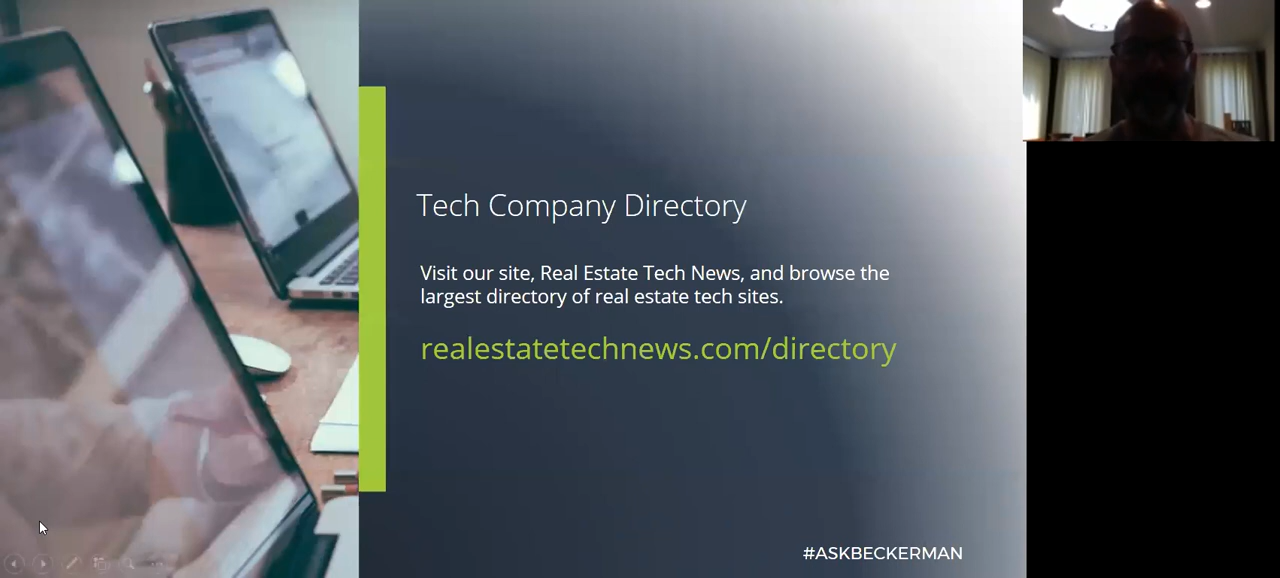 Tech Company Directory
Visit our site, Real Estate Tech News, and browse the
largest directory of real estate tech sites.
realestatetechnews.com/directory
#ASKBECKERMAN